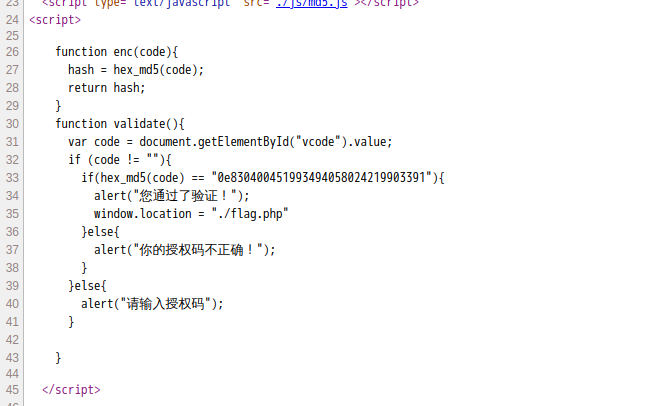 23 <script type="text/javascript" src="./js/md5.js"></script>
24 <script>
25
26 function enc(code){
27 hash = hex_md5(code);
28 return hash;
29 }
30 function validate(){
31 var code = document.getElementById("vcode").value;
32 if (code != ""){
33 if(hex_md5(code) == "0e830400451993494058024219903391"){
34 alert("您通过了验证！");
35 window.location = "./flag.php"
36 }else{
37 alert("你的授权码不正确！");
38 }
39 }else{
40 alert("请输入授权码");
41 }
42
43 }
44
45 </script>